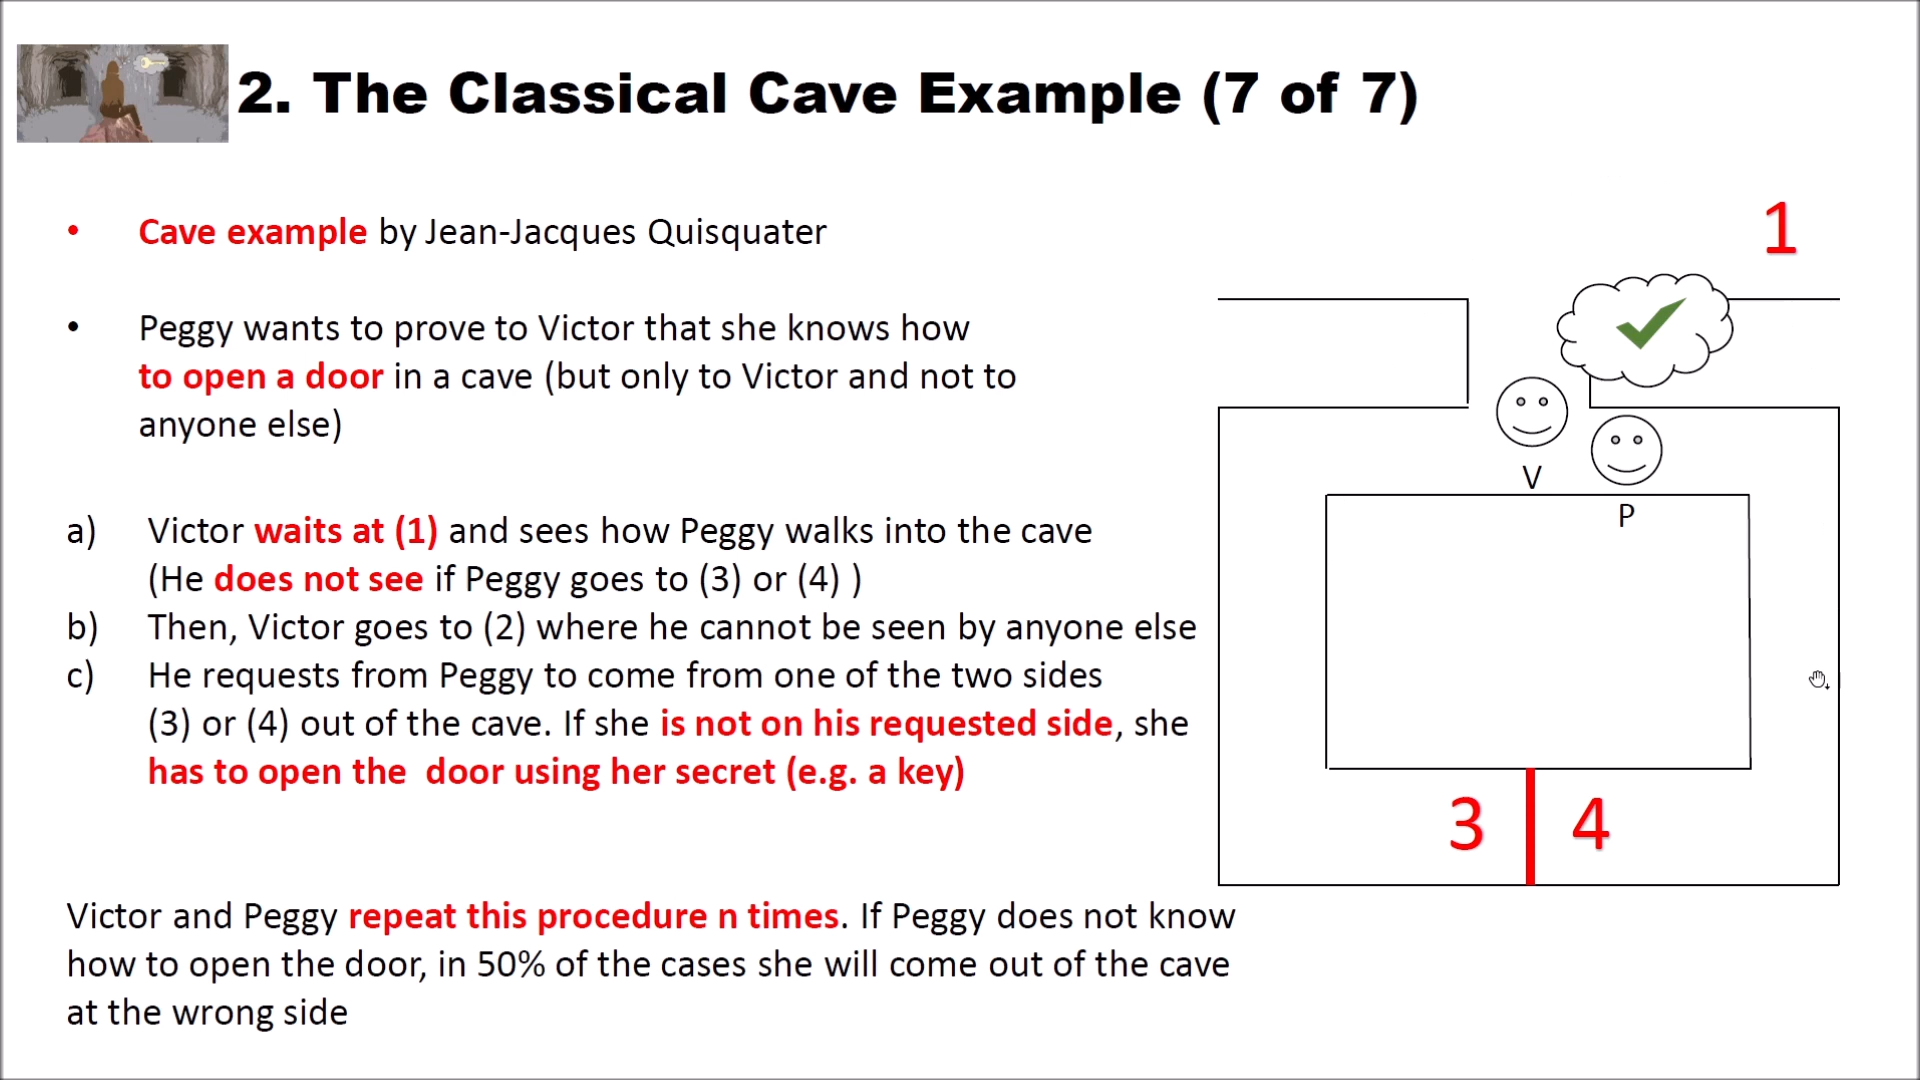 2. The Classical Cave Example (7 of 7)
• Cave example by Jean-Jacques Quisquater
• Peggy wants to prove to Victor that she knows how
to open a door in a cave (but only to Victor and not to
anyone else)
a) Victor waits at (1) and sees how Peggy walks into the cave
(He does not see if Peggy goes to (3) or (4) )
b) Then, Victor goes to (2) where he cannot be seen by anyone else
c) He requests from Peggy to come from one of the two sides
(3) or (4) out of the cave. If she is not on his requested side, she
has to open the  door using her secret (e.g. a key)
Victor and Peggy repeat this procedure n times. If Peggy does not know
how to open the door, in 50% of the cases she will come out of the cave
at the wrong side
1
V
P
3 4